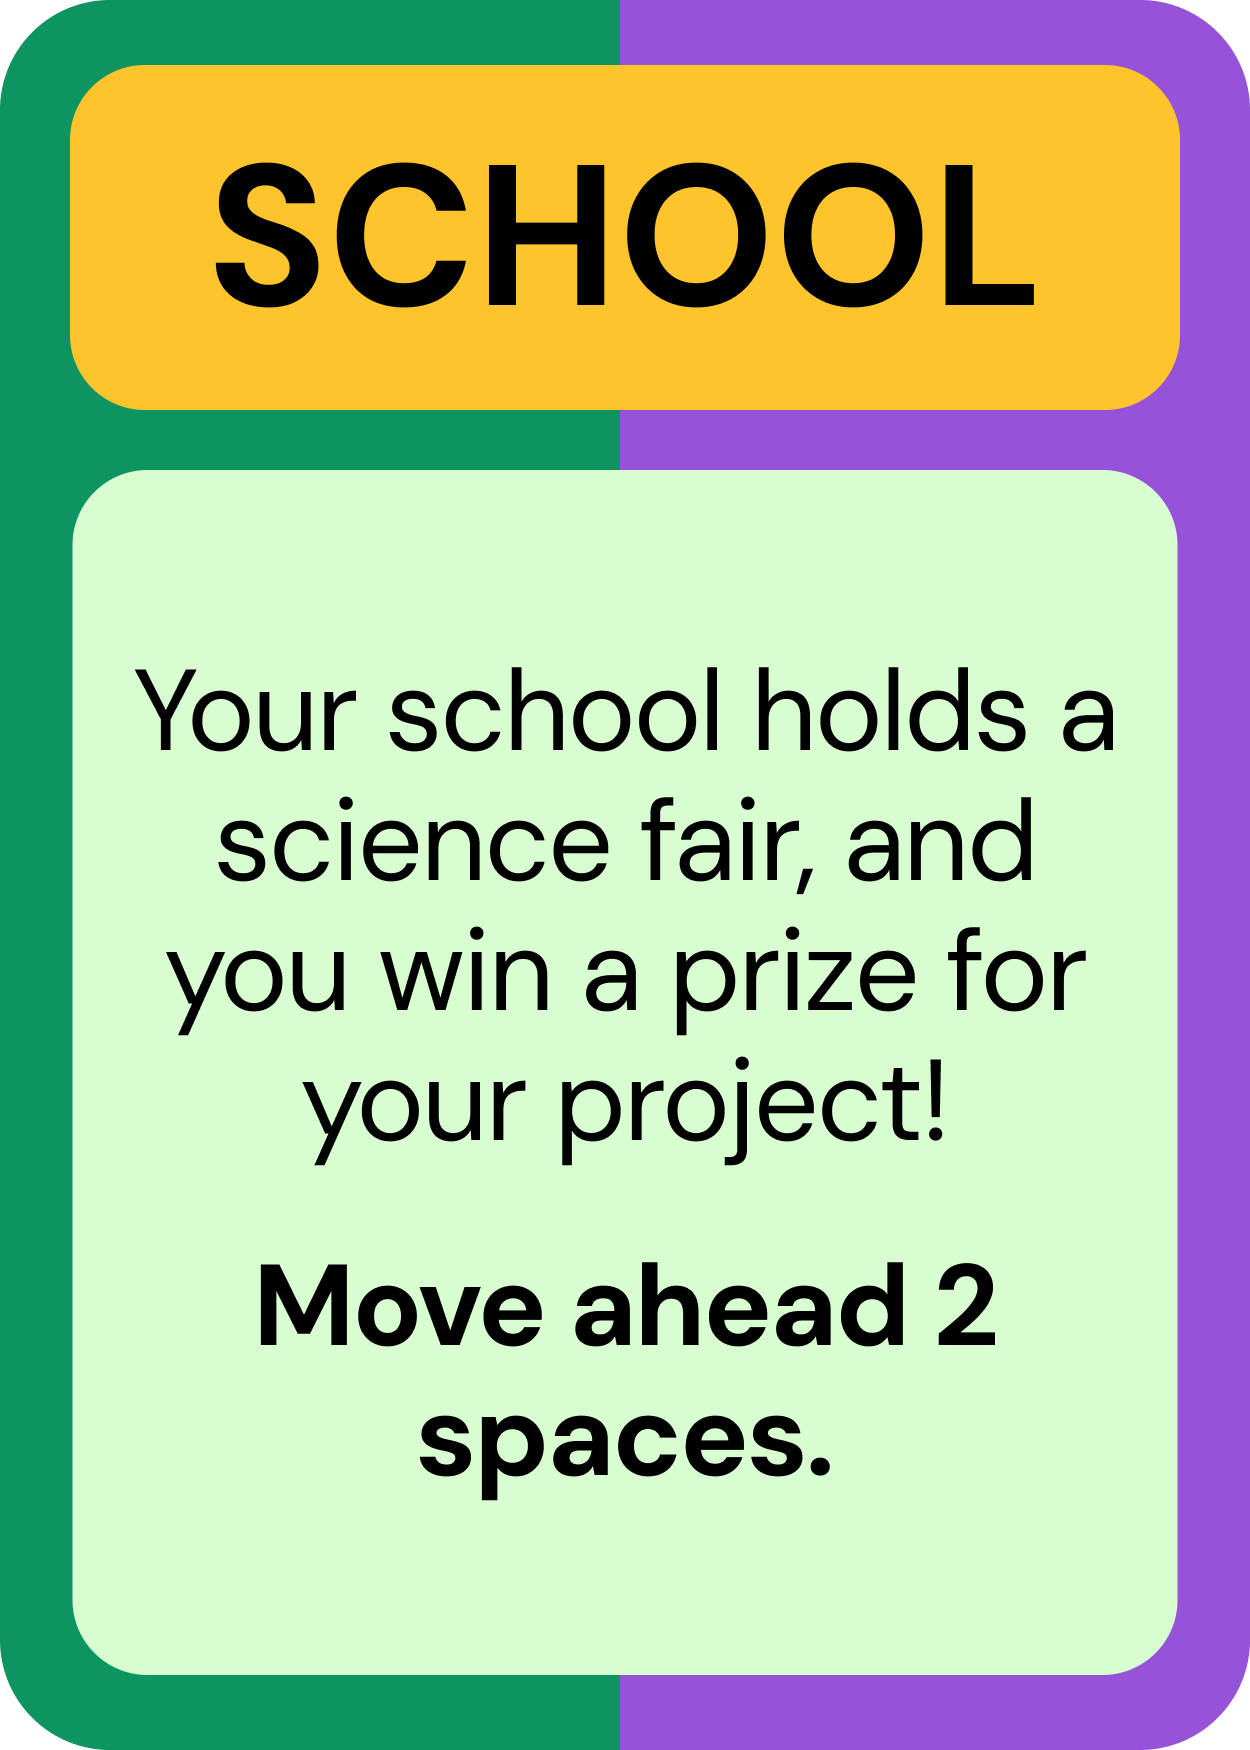 SCHOOL
Your school holds a
science fair, and
you win a prize for
your project!
Move ahead 2
spaces.